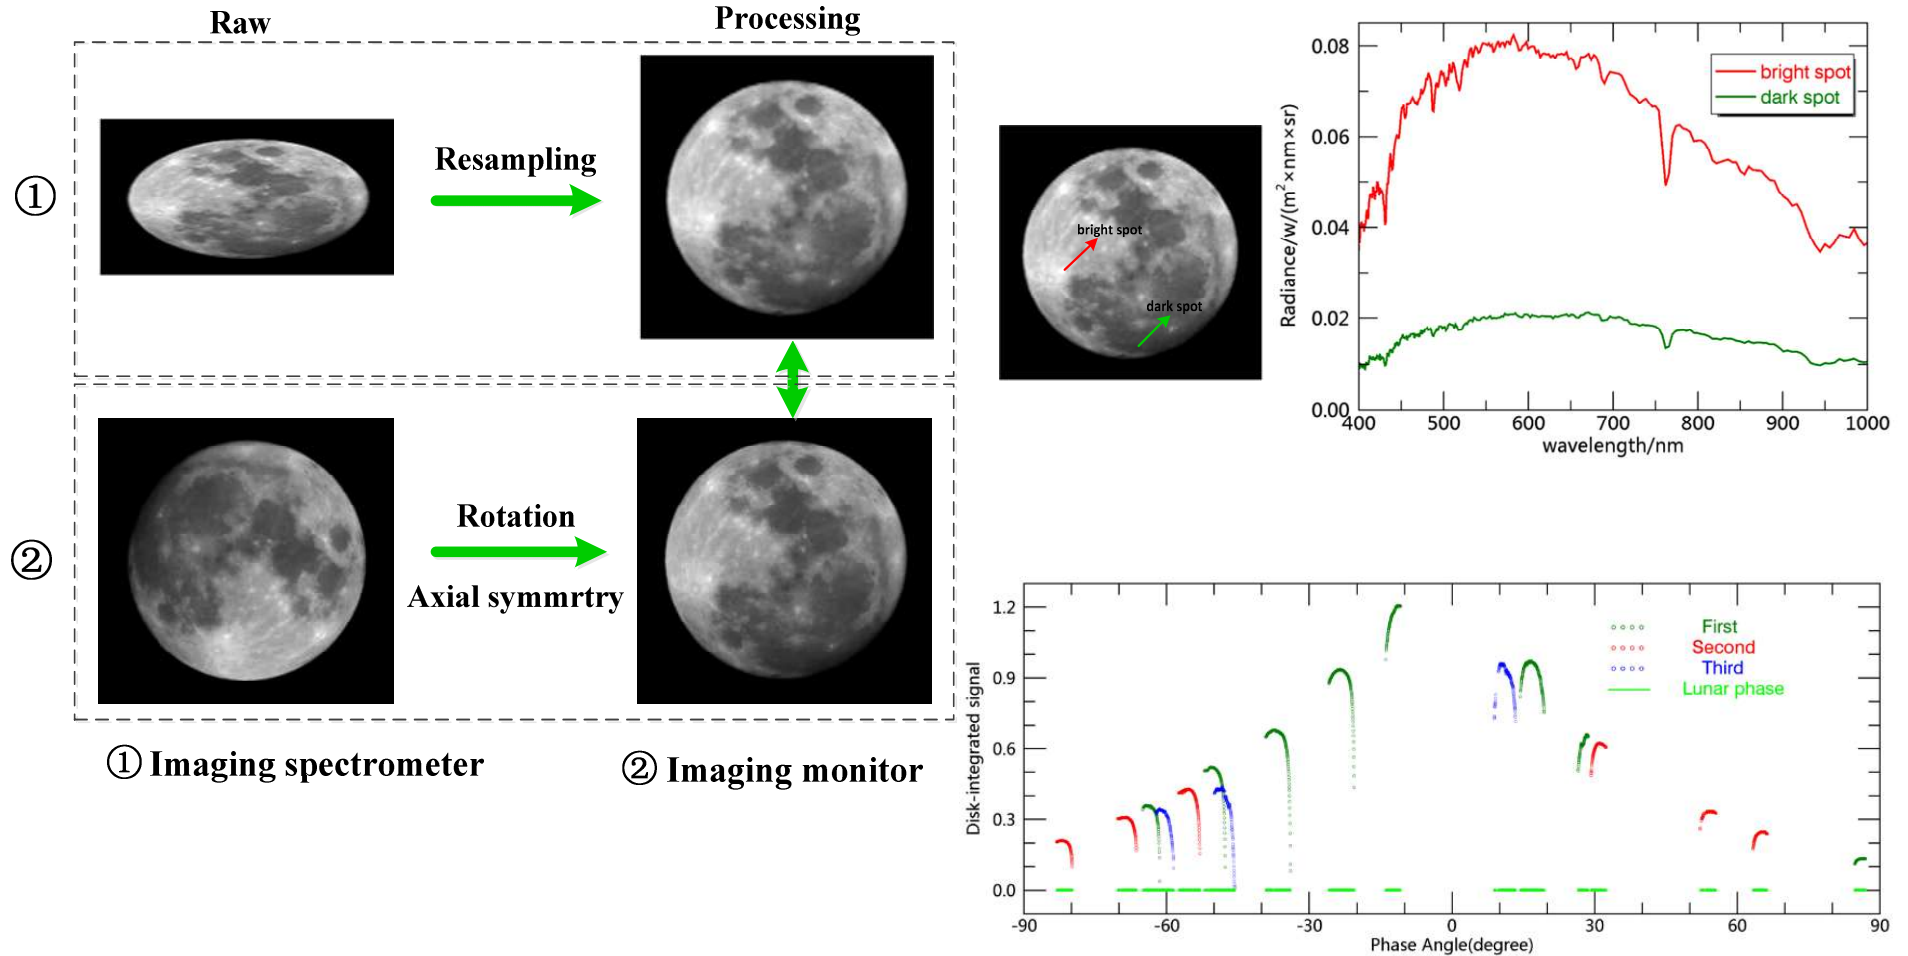 Raw
Processing
①
Resampling
②
Rotation
Axial symmrtry
① Imaging spectrometer
② Imaging monitor
bright spot
dark spot
0.08
0.06
0.04
0.02
0.00
Radiance/w/(m²×nm×sr)
bright spot
dark spot
400 500 600 700 800 900 1000
wavelength/nm
1.2
0.9
0.6
0.3
0.0
Disk-integrated signal
First
Second
Third
Lunar phase
-90 -60 -30 0 30 60 90
Phase Angle(degree)